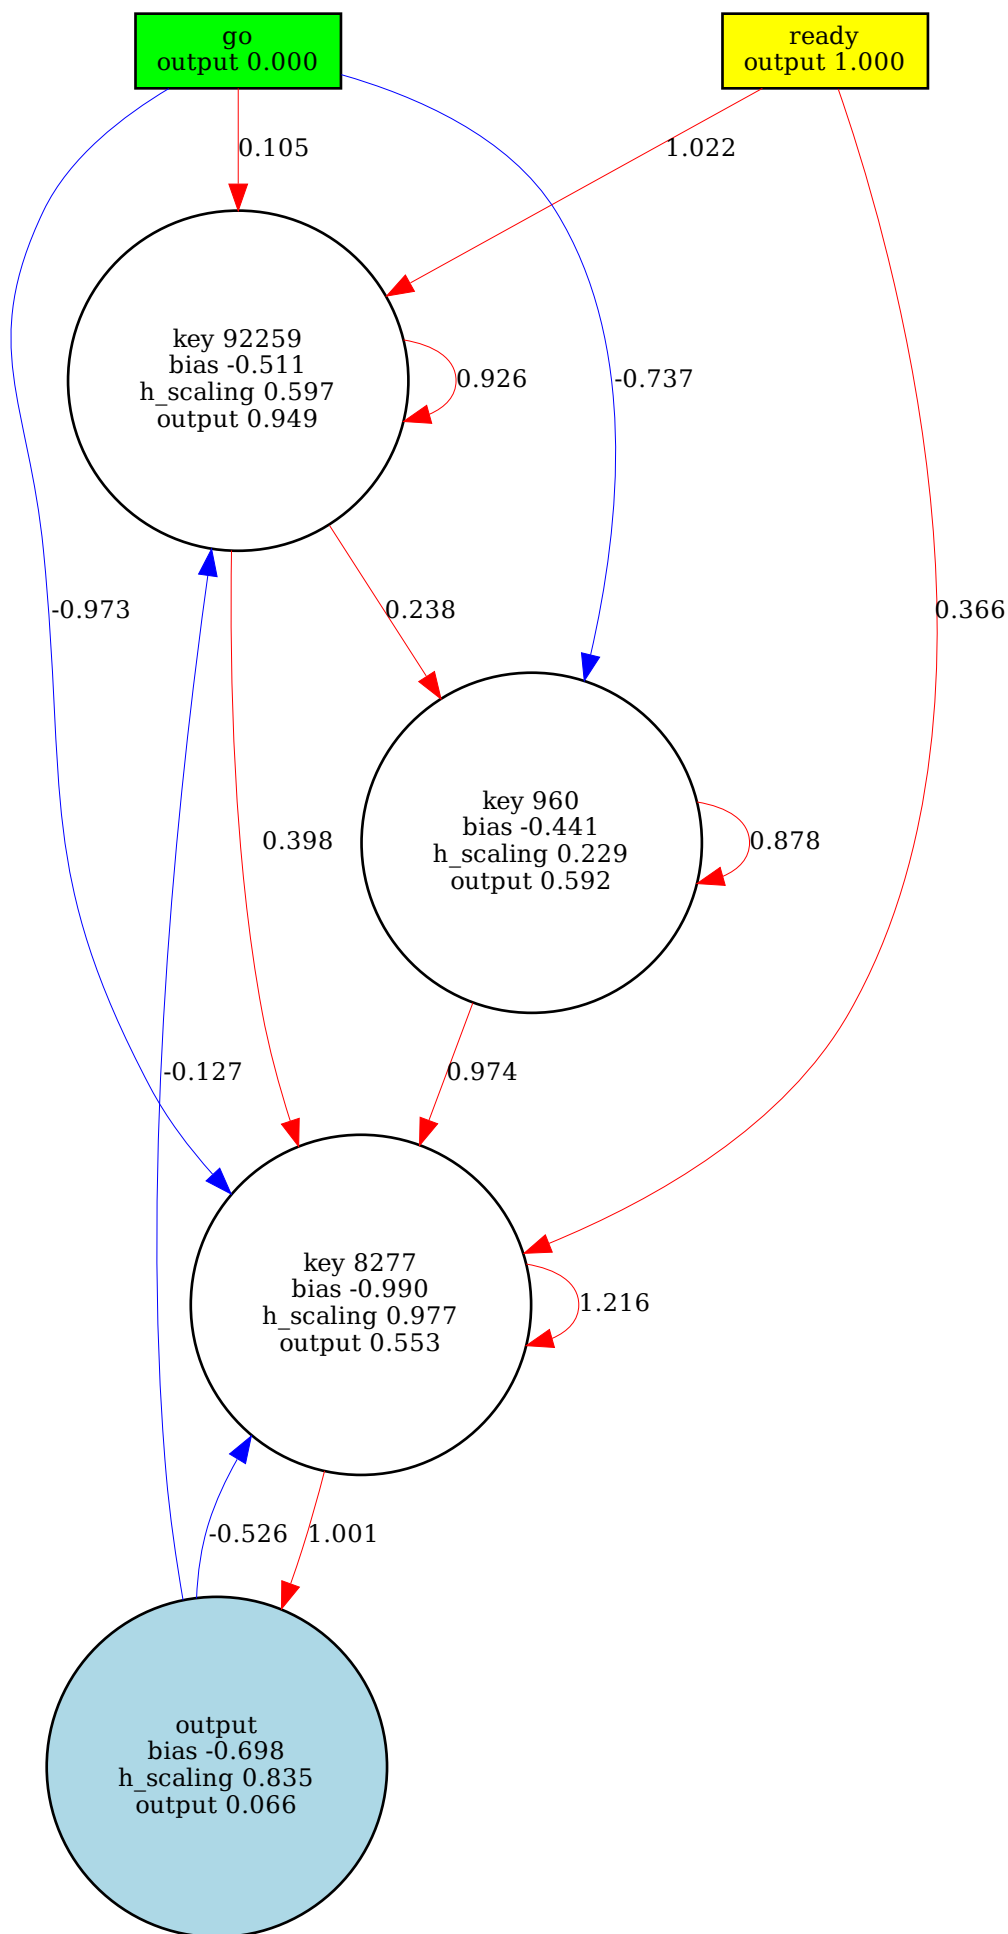 go
output 0.000
ready
output 1.000
0.105
1.022
key 92259
bias -0.511
h_scaling 0.597
output 0.949
0.926
-0.737
-0.973
0.238
0.366
key 960
bias -0.441
h_scaling 0.229
output 0.592
0.398
0.878
-0.127
0.974
key 8277
bias -0.990
h_scaling 0.977
output 0.553
1.216
-0.526
1.001
output
bias -0.698
h_scaling 0.835
output 0.066